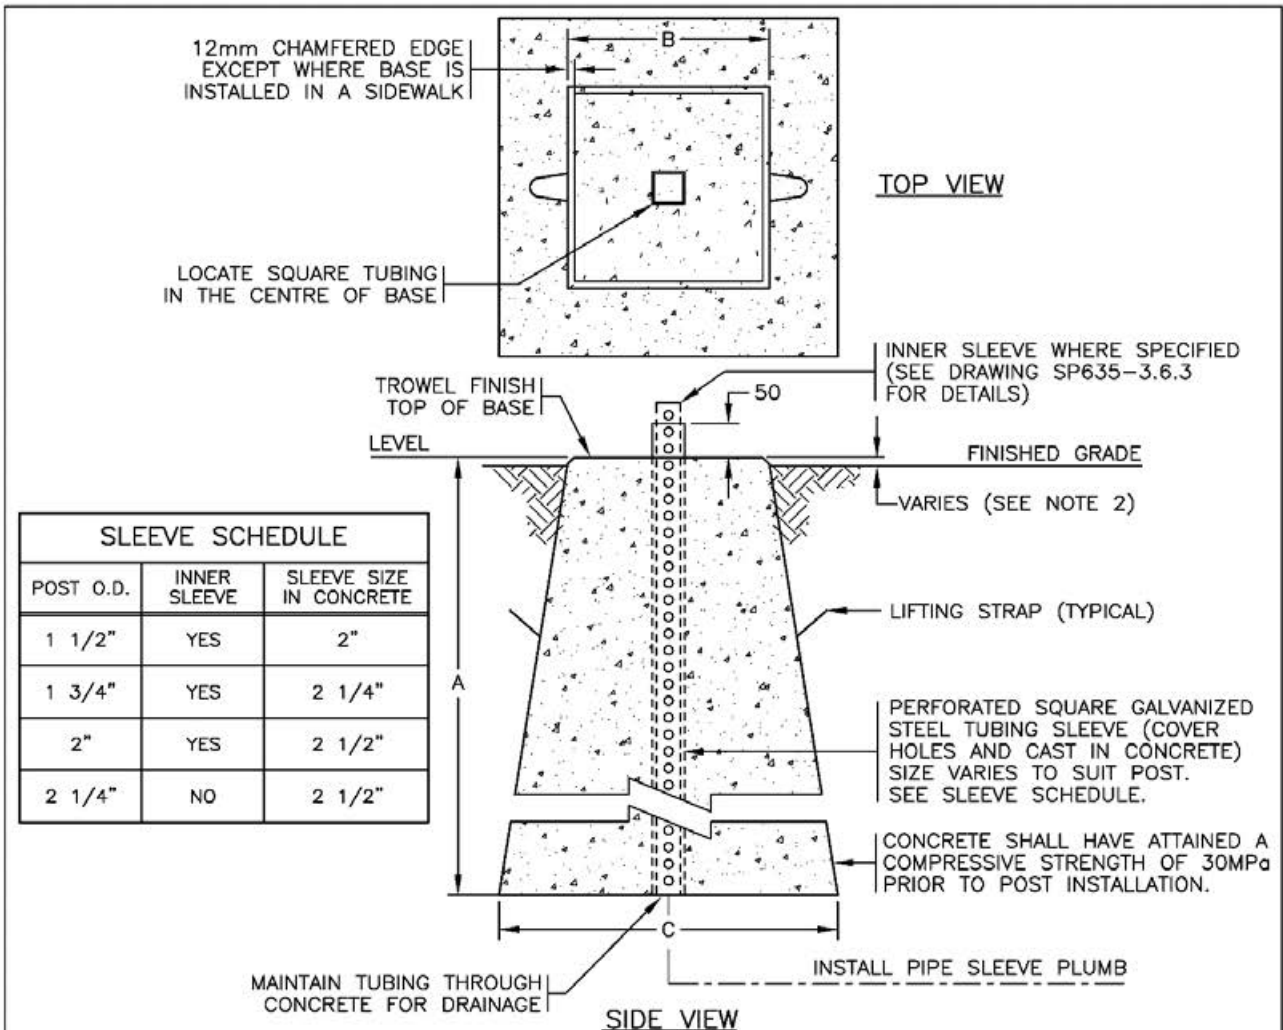 12mm CHAMFERED EDGE
EXCEPT WHERE BASE IS
INSTALLED IN A SIDEWALK
B
TOP VIEW
LOCATE SQUARE TUBING
IN THE CENTRE OF BASE
INNER SLEEVE WHERE SPECIFIED
(SEE DRAWING SP635-3.6.3
FOR DETAILS)
TROWEL FINISH
TOP OF BASE
50
LEVEL
FINISHED GRADE
VARIES (SEE NOTE 2)
SLEEVE SCHEDULE
POST O.D. INNER SLEEVE SLEEVE SIZE IN CONCRETE
1 1/2" YES 2"
1 3/4" YES 2 1/4"
2" YES 2 1/2"
2 1/4" NO 2 1/2"
LIFTING STRAP (TYPICAL)
A
PERFORATED SQUARE GALVANIZED
STEEL TUBING SLEEVE (COVER
HOLES AND CAST IN CONCRETE)
SIZE VARIES TO SUIT POST.
SEE SLEEVE SCHEDULE.
CONCRETE SHALL HAVE ATTAINED A
COMPRESSIVE STRENGTH OF 30MPa
PRIOR TO POST INSTALLATION.
C
INSTALL PIPE SLEEVE PLUMB
MAINTAIN TUBING THROUGH
CONCRETE FOR DRAINAGE
SIDE VIEW